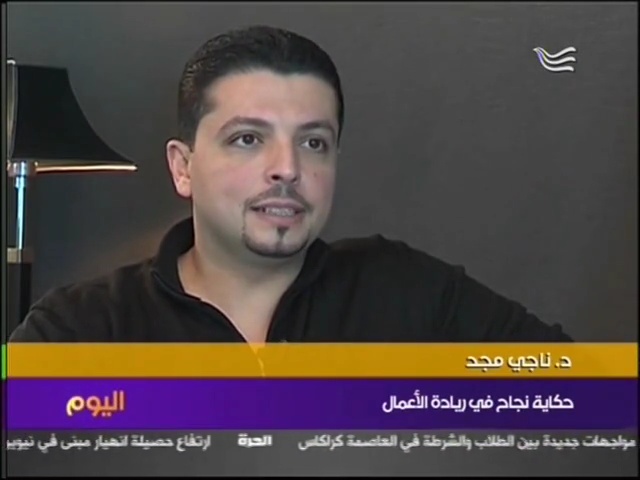 د. ناجي مجد
حكاية نجاح في ريادة الأعمال
اليوم
مواجهات جديدة بين الطلاب والشرطة في العاصمة كراكاس
الحرة
ارتفاع حصيلة انهيار مبنى في نيويور